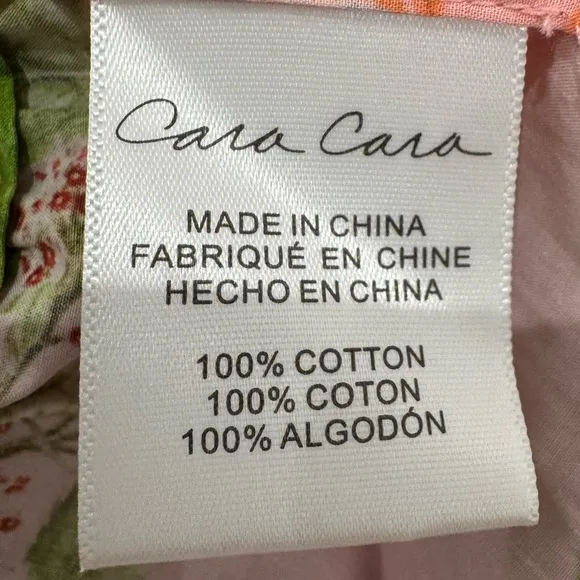 Cara Cara
MADE IN CHINA
FABRIQUÉ EN CHINE
HECHO EN CHINA
100% COTTON
100% COTON
100% ALGODÓN